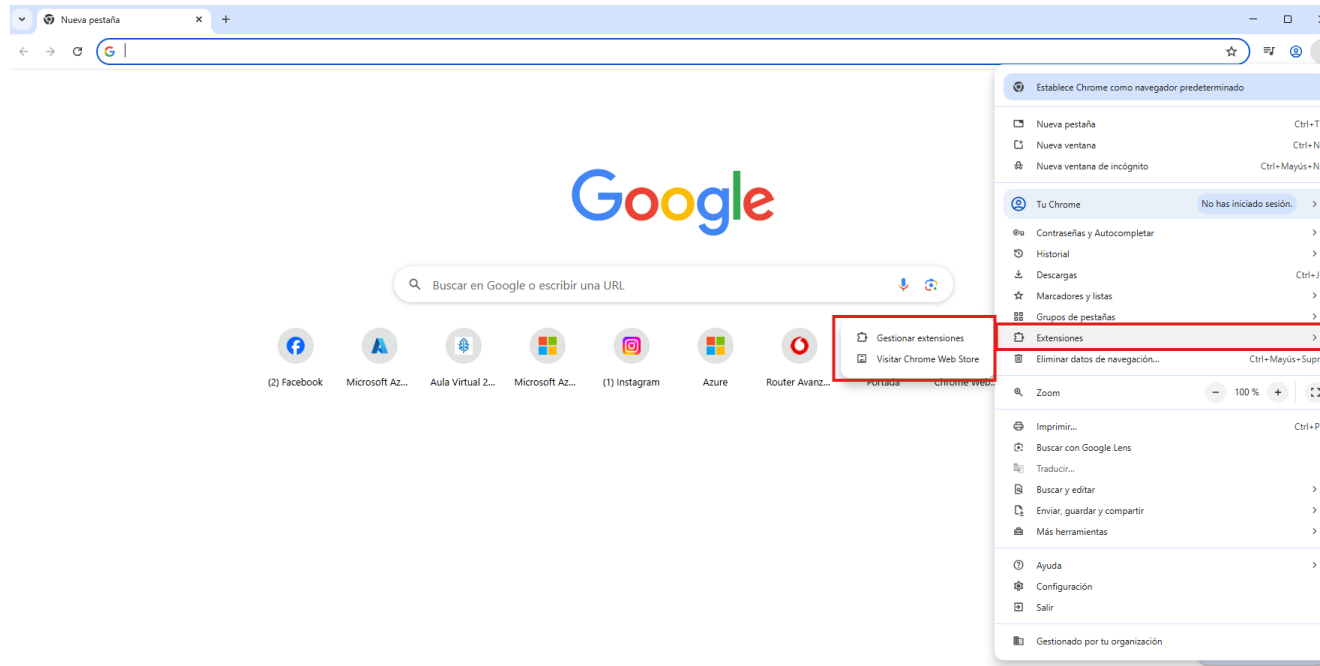 Nueva pestaña
Establece Chrome como navegador predeterminado
Nueva pestaña Ctrl+T
Nueva ventana Ctrl+N
Nueva ventana de incógnito Ctrl+Mayús+N
Google
Tu Chrome No has iniciado sesión.
Contraseñas y Autocompletar
Historial
Descargas Ctrl+J
Marcadores y listas
Grupos de pestañas
Extensiones
Eliminar datos de navegación... Ctrl+Mayús+Supr
Buscar en Google o escribir una URL
Gestionar extensiones
Visitar Chrome Web Store
(2) Facebook Microsoft Az... Aula Virtual 2... Microsoft Az... (1) Instagram Azure Router Avanz... Portada Chrome Web...
Zoom 100 %
Imprimir... Ctrl+P
Buscar con Google Lens
Traducir...
Buscar y editar
Enviar, guardar y compartir
Más herramientas
Ayuda
Configuración
Salir
Gestionado por tu organización